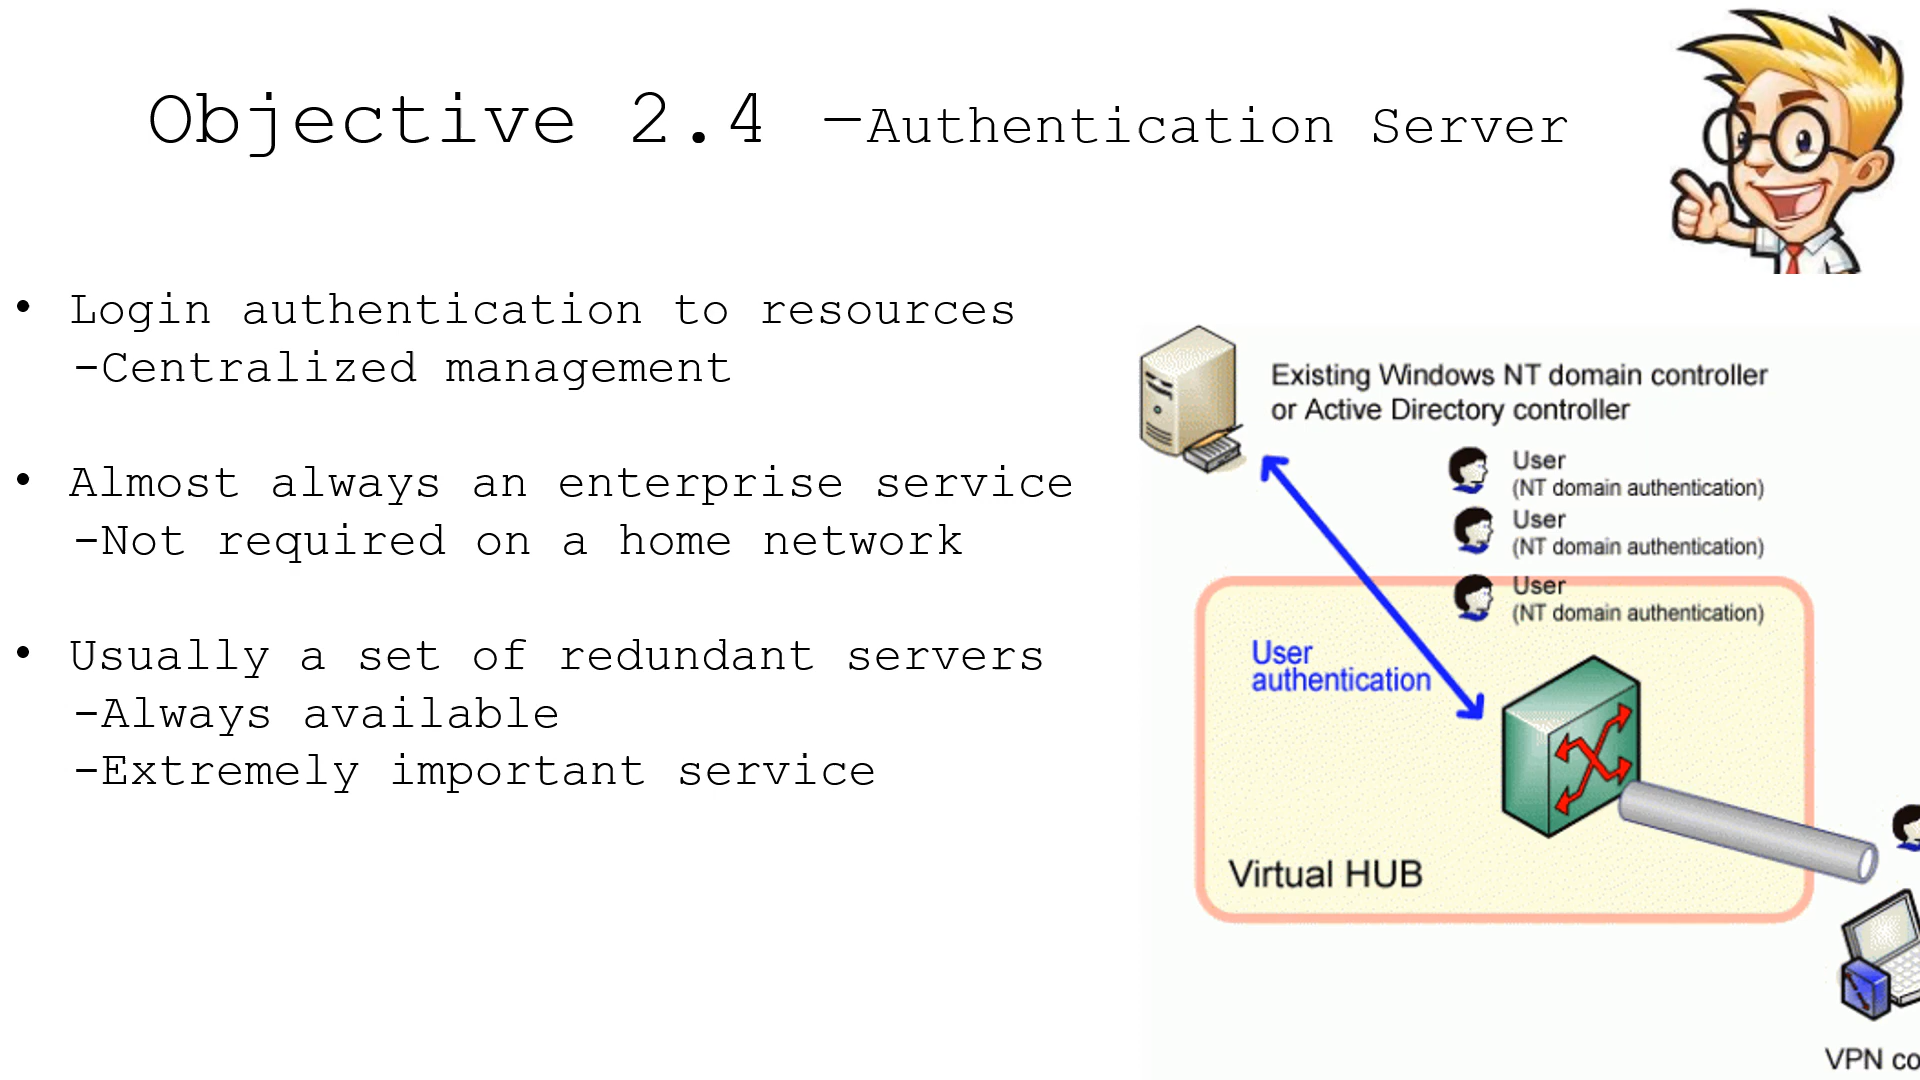 Objective 2.4 –Authentication Server
• Login authentication to resources
-Centralized management
• Almost always an enterprise service
-Not required on a home network
• Usually a set of redundant servers
-Always available
-Extremely important service
Existing Windows NT domain controller
or Active Directory controller
User
(NT domain authentication)
User
(NT domain authentication)
User
(NT domain authentication)
User
authentication
Virtual HUB
VPN